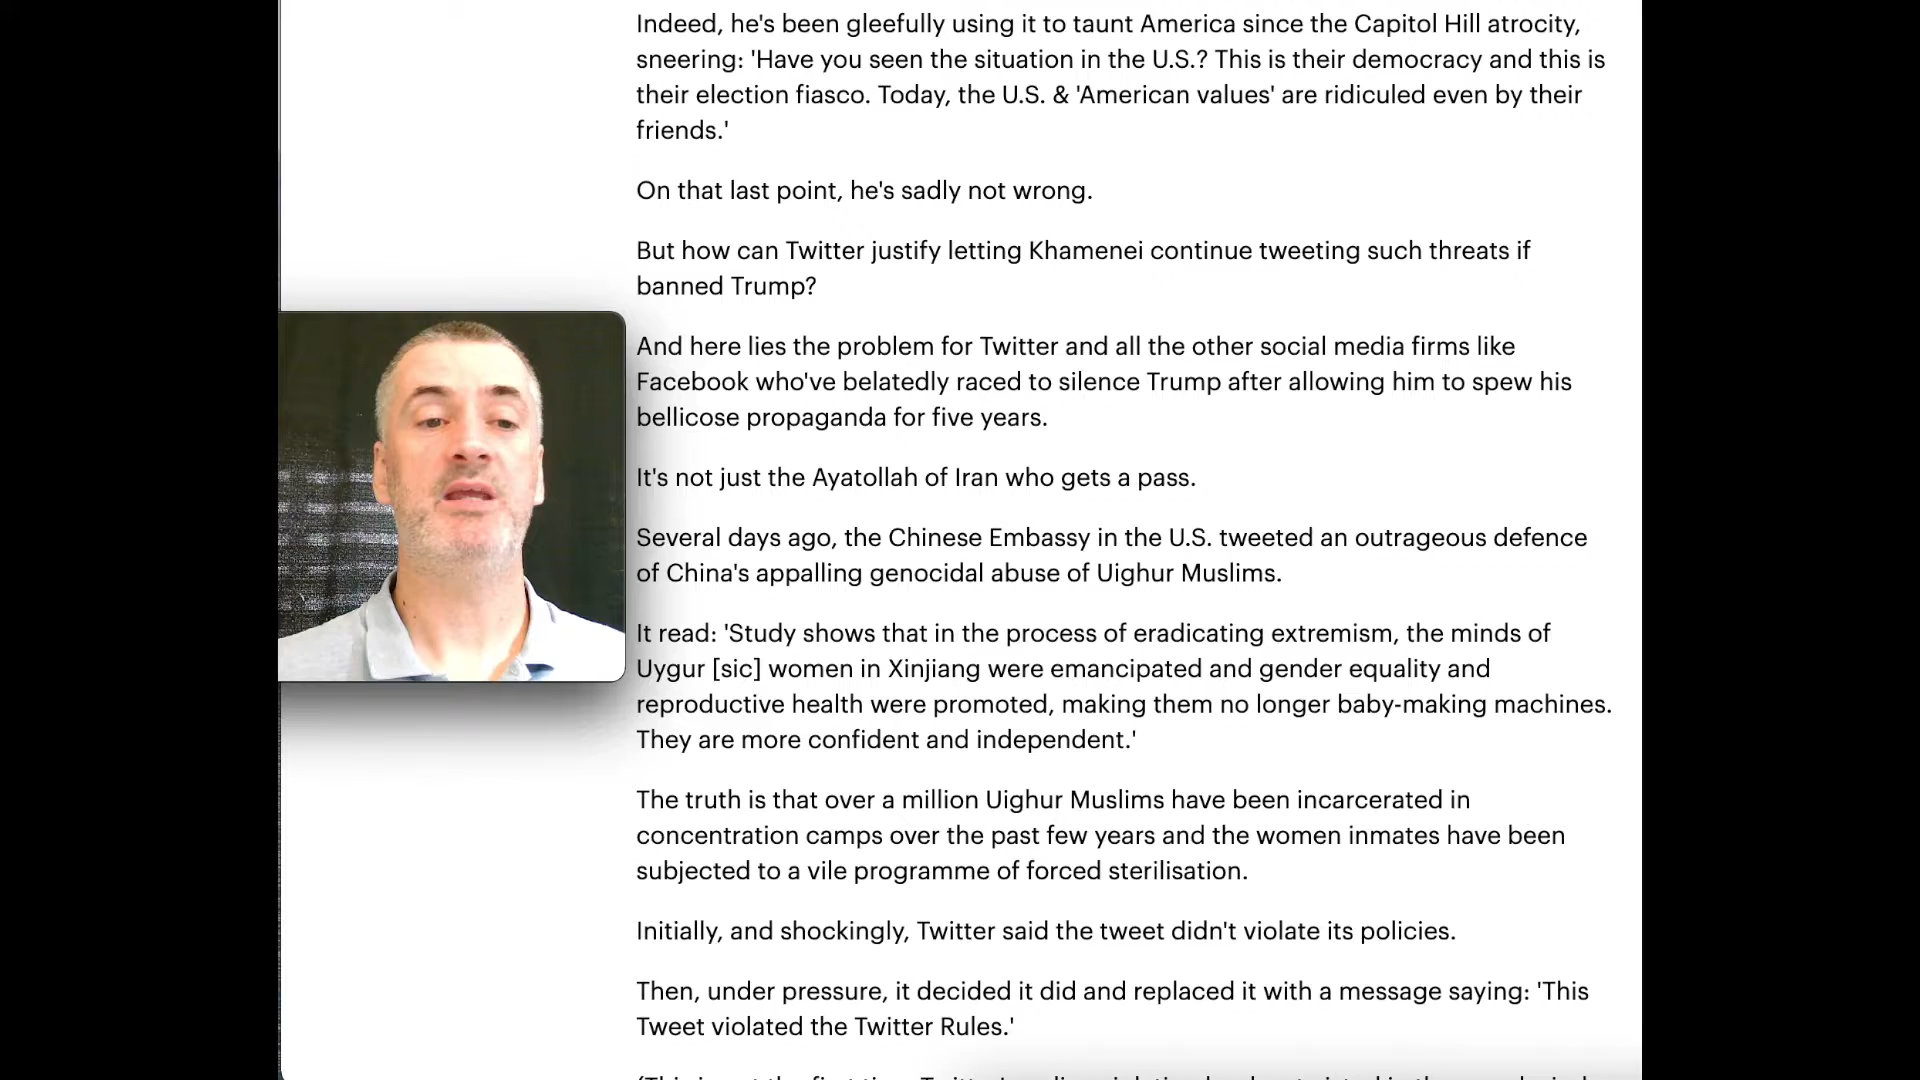 Indeed, he's been gleefully using it to taunt America since the Capitol Hill atrocity,
sneering: 'Have you seen the situation in the U.S.? This is their democracy and this is
their election fiasco. Today, the U.S. & 'American values' are ridiculed even by their
friends.'
On that last point, he's sadly not wrong.
But how can Twitter justify letting Khamenei continue tweeting such threats if
banned Trump?
And here lies the problem for Twitter and all the other social media firms like
Facebook who've belatedly raced to silence Trump after allowing him to spew his
bellicose propaganda for five years.
It's not just the Ayatollah of Iran who gets a pass.
Several days ago, the Chinese Embassy in the U.S. tweeted an outrageous defence
of China's appalling genocidal abuse of Uighur Muslims.
It read: 'Study shows that in the process of eradicating extremism, the minds of
Uygur [sic] women in Xinjiang were emancipated and gender equality and
reproductive health were promoted, making them no longer baby-making machines.
They are more confident and independent.'
The truth is that over a million Uighur Muslims have been incarcerated in
concentration camps over the past few years and the women inmates have been
subjected to a vile programme of forced sterilisation.
Initially, and shockingly, Twitter said the tweet didn't violate its policies.
Then, under pressure, it decided it did and replaced it with a message saying: 'This
Tweet violated the Twitter Rules.'